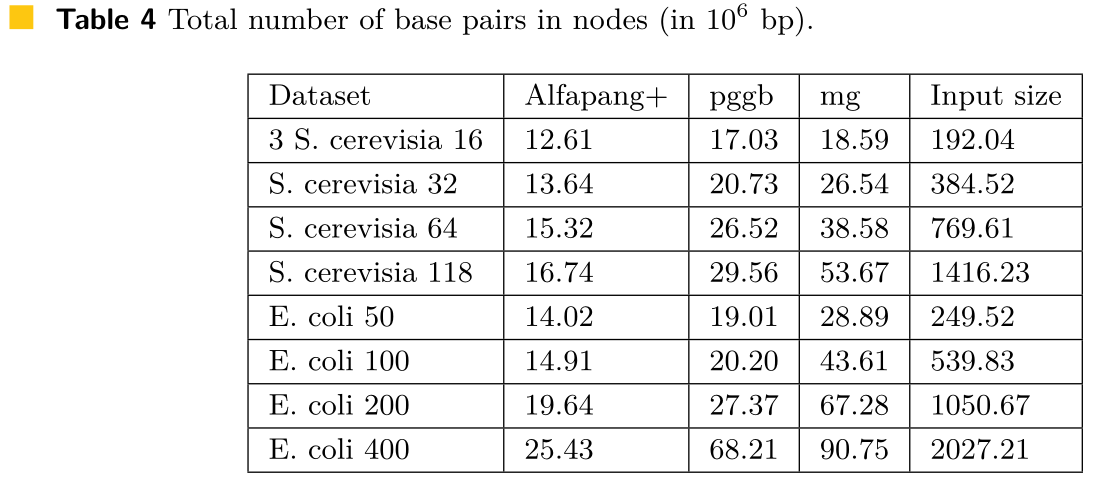 Table 4 Total number of base pairs in nodes (in 10⁶ bp).
Dataset Alfapang+ pggb mg Input size
3 S. cerevisia 16 12.61 17.03 18.59 192.04
S. cerevisia 32 13.64 20.73 26.54 384.52
S. cerevisia 64 15.32 26.52 38.58 769.61
S. cerevisia 118 16.74 29.56 53.67 1416.23
E. coli 50 14.02 19.01 28.89 249.52
E. coli 100 14.91 20.20 43.61 539.83
E. coli 200 19.64 27.37 67.28 1050.67
E. coli 400 25.43 68.21 90.75 2027.21